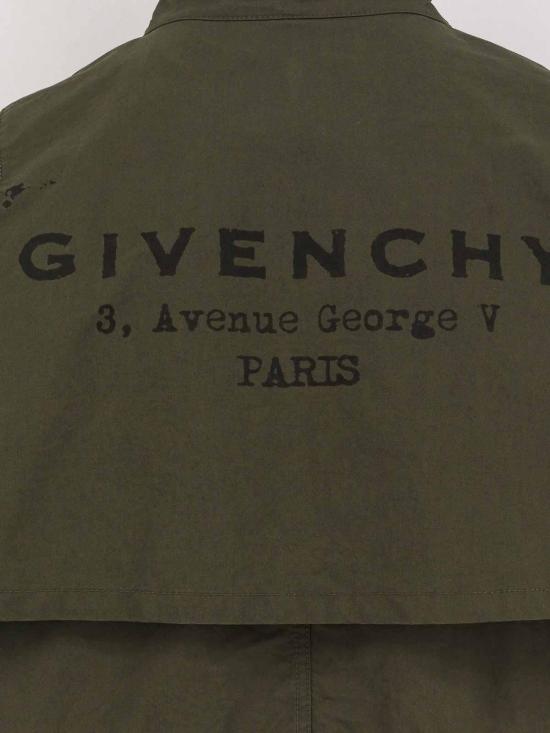 GIVENCHY
3, Avenue George V
PARIS